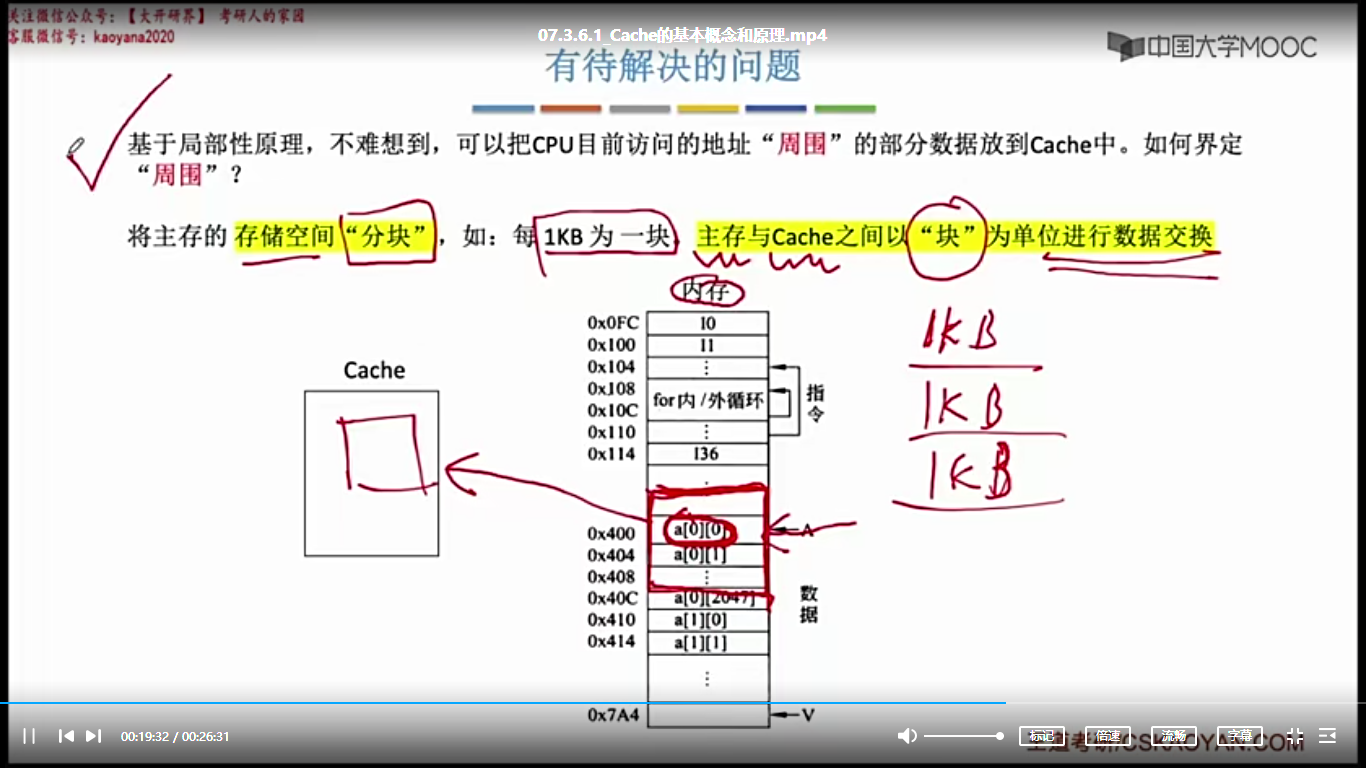 关注微信公众号：【大开研界】 考研人的家园
客服微信号：kaoyana2020
07.3.6.1_Cache的基本概念和原理.mp4
中国大学MOOC
有待解决的问题
基于局部性原理，不难想到，可以把CPU目前访问的地址“周围”的部分数据放到Cache中。如何界定
“周围”？
将主存的 存储空间“分块”，如：每 1KB 为一块。主存与Cache之间以“块”为单位进行数据交换
内存
0x0FC I0
0x100 I1
0x104 ⋮
0x108 for内/外循环
0x10C
0x110 ⋮
0x114 I36
指令
Cache
1KB
1KB
1KB
0x400 a[0][0] A
0x404 a[0][1]
0x408 ⋮
0x40C a[0][2047]
0x410 a[1][0]
0x414 a[1][1]
⋮
0x7A4 V
数据
00:19:32 / 00:26:31
标记 倍速 流畅 字幕
王道考研/CSKAOYAN.COM